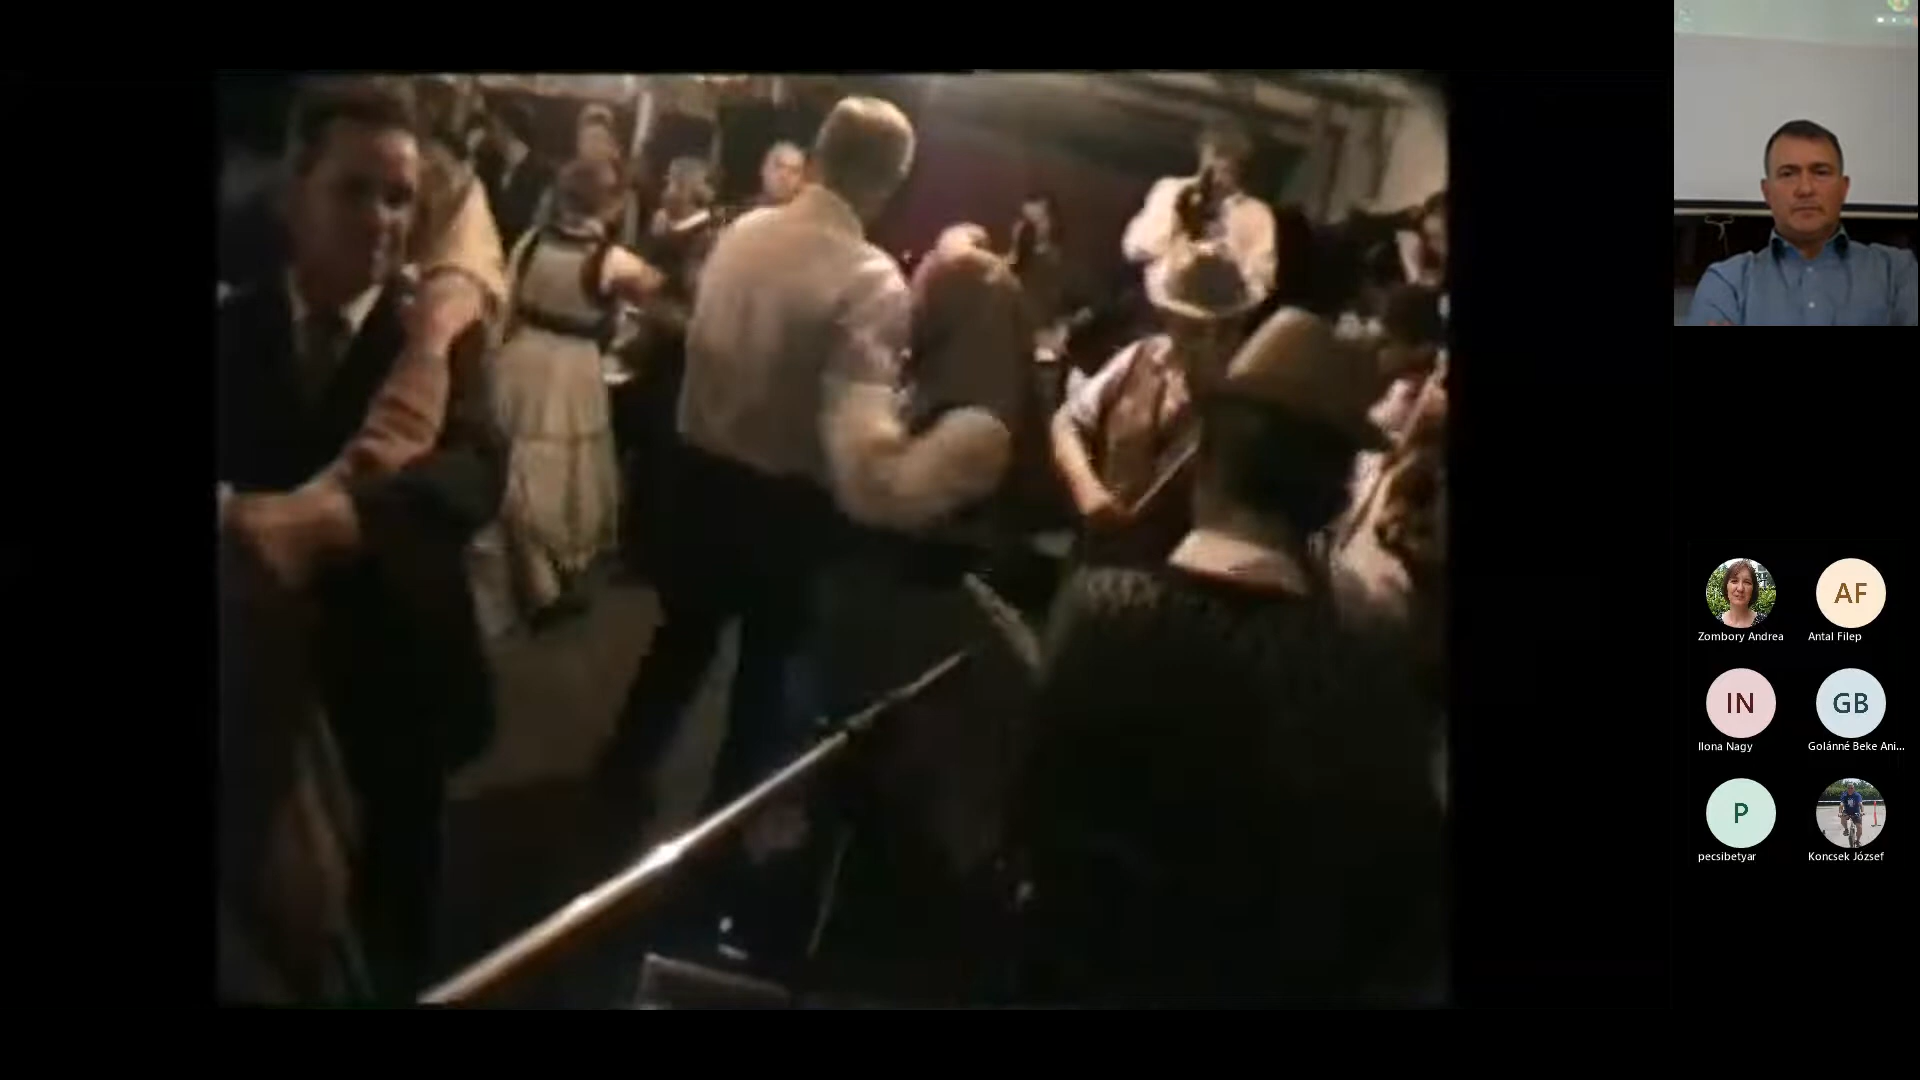 Zombory Andrea
AF
Antal Filep
IN
Ilona Nagy
GB
Golánné Beke Ani...
P
pecsibetyar
Koncsek József